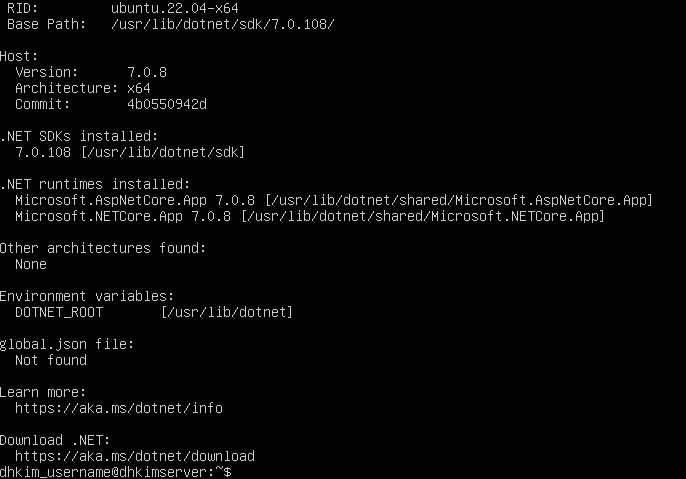 RID: ubuntu.22.04-x64
Base Path: /usr/lib/dotnet/sdk/7.0.108/
Host:
Version: 7.0.8
Architecture: x64
Commit: 4b0550942d
.NET SDKs installed:
7.0.108 [/usr/lib/dotnet/sdk]
.NET runtimes installed:
Microsoft.AspNetCore.App 7.0.8 [/usr/lib/dotnet/shared/Microsoft.AspNetCore.App]
Microsoft.NETCore.App 7.0.8 [/usr/lib/dotnet/shared/Microsoft.NETCore.App]
Other architectures found:
None
Environment variables:
DOTNET_ROOT [/usr/lib/dotnet]
global.json file:
Not found
Learn more:
https://aka.ms/dotnet/info
Download .NET:
https://aka.ms/dotnet/download
dhkim_username@dhkimserver:~$